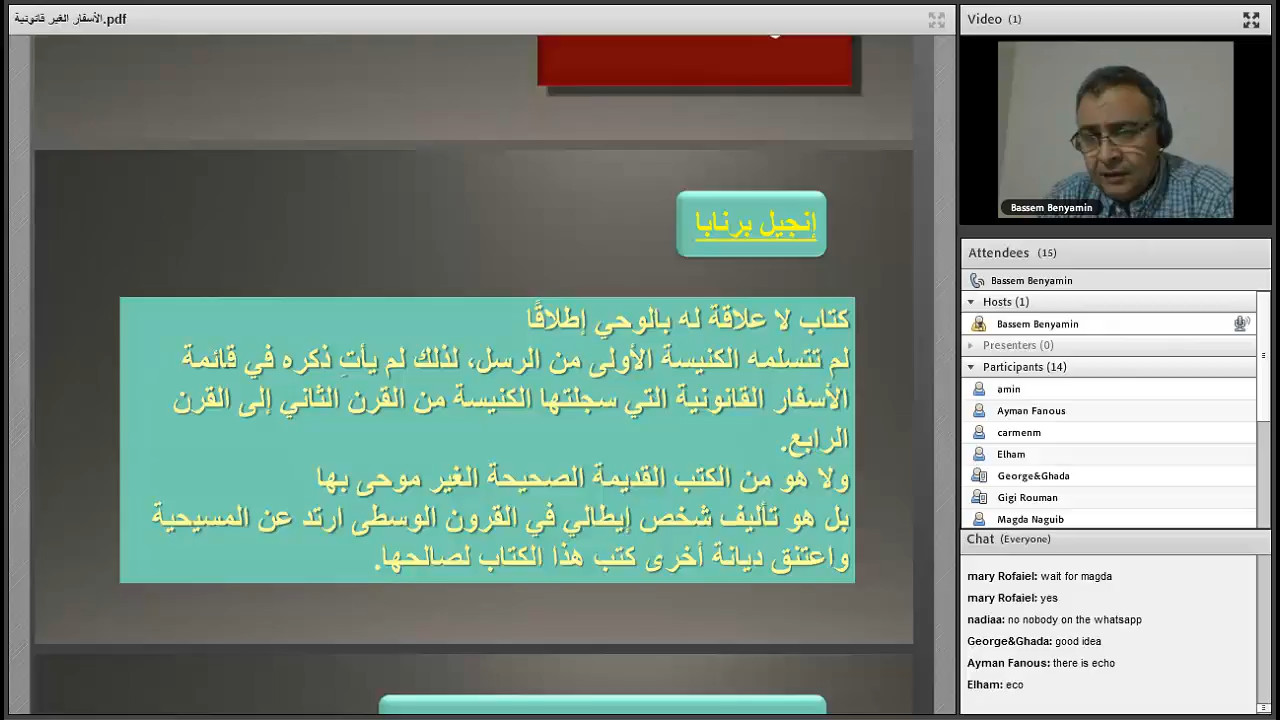 الأسفار الغير قانونية.pdf
إنجيل برنابا
كتاب لا علاقة له بالوحي إطلاقًا
لم تتسلمه الكنيسة الأولى من الرسل، لذلك لم يأتِ ذكره في قائمة
الأسفار القانونية التي سجلتها الكنيسة من القرن الثاني إلى القرن
الرابع.
ولا هو من الكتب القديمة الصحيحة الغير موحى بها
بل هو تأليف شخص إيطالي في القرون الوسطى ارتد عن المسيحية
واعتنق ديانة أخرى كتب هذا الكتاب لصالحها.
Video (1)
Bassem Benyamin
Attendees (15)
Bassem Benyamin
Hosts (1)
Bassem Benyamin
Presenters (0)
Participants (14)
amin
Ayman Fanous
carmenm
Elham
George&Ghada
Gigi Rouman
Magda Naguib
Chat (Everyone)
mary Rofaiel: wait for magda
mary Rofaiel: yes
nadiaa: no nobody on the whatsapp
George&Ghada: good idea
Ayman Fanous: there is echo
Elham: eco